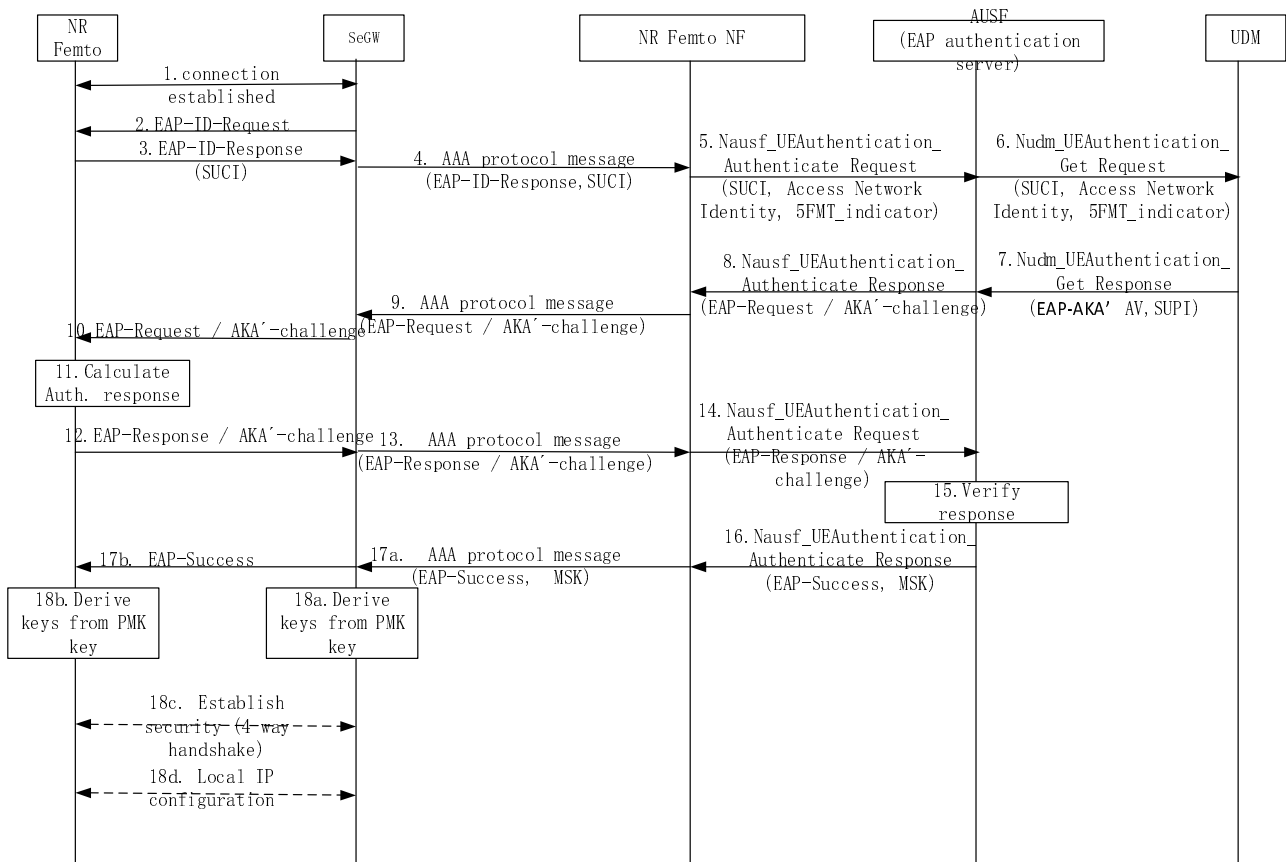 NR
Femto
SeGW
NR Femto NF
AUSF
(EAP authentication
server)
UDM
1.connection
established
2.EAP-ID-Request
3.EAP-ID-Response
(SUCI)
4. AAA protocol message
(EAP-ID-Response,SUCI)
5.Nausf_UEAuthentication_
Authenticate Request
(SUCI, Access Network
Identity, 5FMT_indicator)
6.Nudm_UEAuthentication_
Get Request
(SUCI, Access Network
Identity, 5FMT_indicator)
7.Nudm_UEAuthentication_
Get Response
(EAP-AKA’ AV,SUPI)
8.Nausf_UEAuthentication_
Authenticate Response
(EAP-Request / AKA´-challenge)
9. AAA protocol message
(EAP-Request / AKA´-challenge)
10.EAP-Request / AKA´-challenge
11.Calculate
Auth. response
12.EAP-Response / AKA´-challenge
13. AAA protocol message
(EAP-Response / AKA´-challenge)
14.Nausf_UEAuthentication_
Authenticate Request
(EAP-Response / AKA´-
challenge)
15.Verify
response
16.Nausf_UEAuthentication_
Authenticate Response
(EAP-Success, MSK)
17a. AAA protocol message
(EAP-Success, MSK)
17b. EAP-Success
18b.Derive
keys from PMK
key
18a.Derive
keys from PMK
key
18c. Establish
security (4-way
handshake)
18d. Local IP
configuration